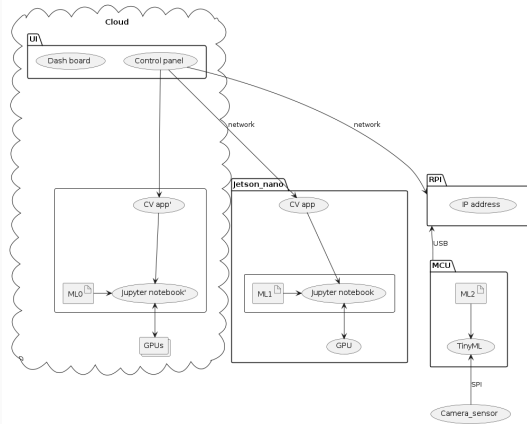 Cloud
UI
Dash board
Control panel
network
network
Jetson_nano
RPI
CV app'
CV app
IP address
USB
MCU
ML0
Jupyter notebook'
ML1
Jupyter notebook
ML2
GPUs
GPU
TinyML
SPI
Camera_sensor